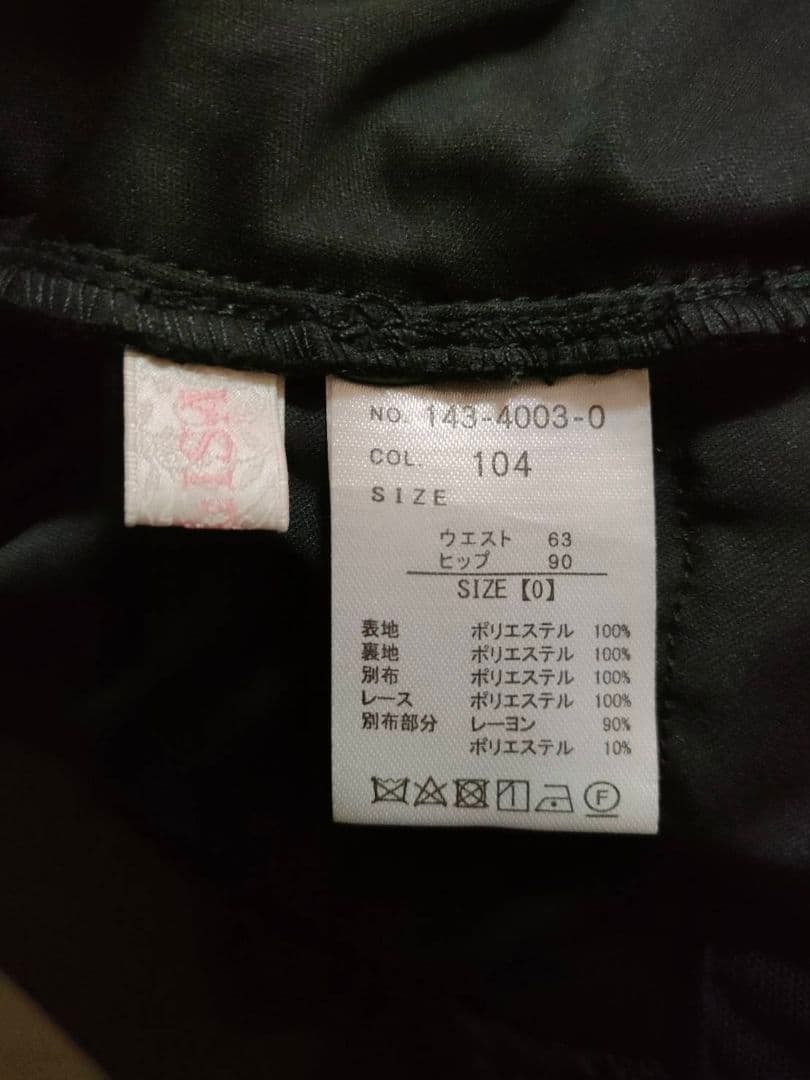 ISA
NO. 143-4003-0
COL. 104
SIZE
ウエスト 63
ヒップ 90
SIZE【0】
表地 ポリエステル 100%
裏地 ポリエステル 100%
別布 ポリエステル 100%
レース ポリエステル 100%
別布部分 レーヨン 90%
ポリエステル 10%
F